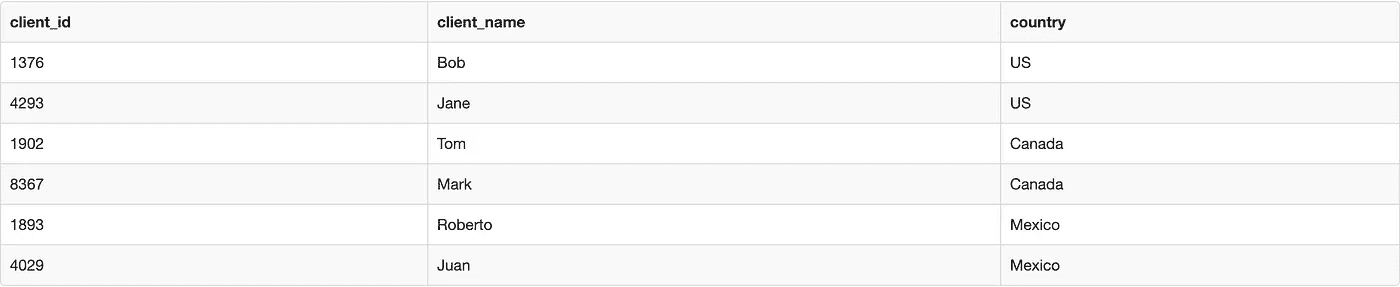 client_id client_name country
1376 Bob US
4293 Jane US
1902 Tom Canada
8367 Mark Canada
1893 Roberto Mexico
4029 Juan Mexico